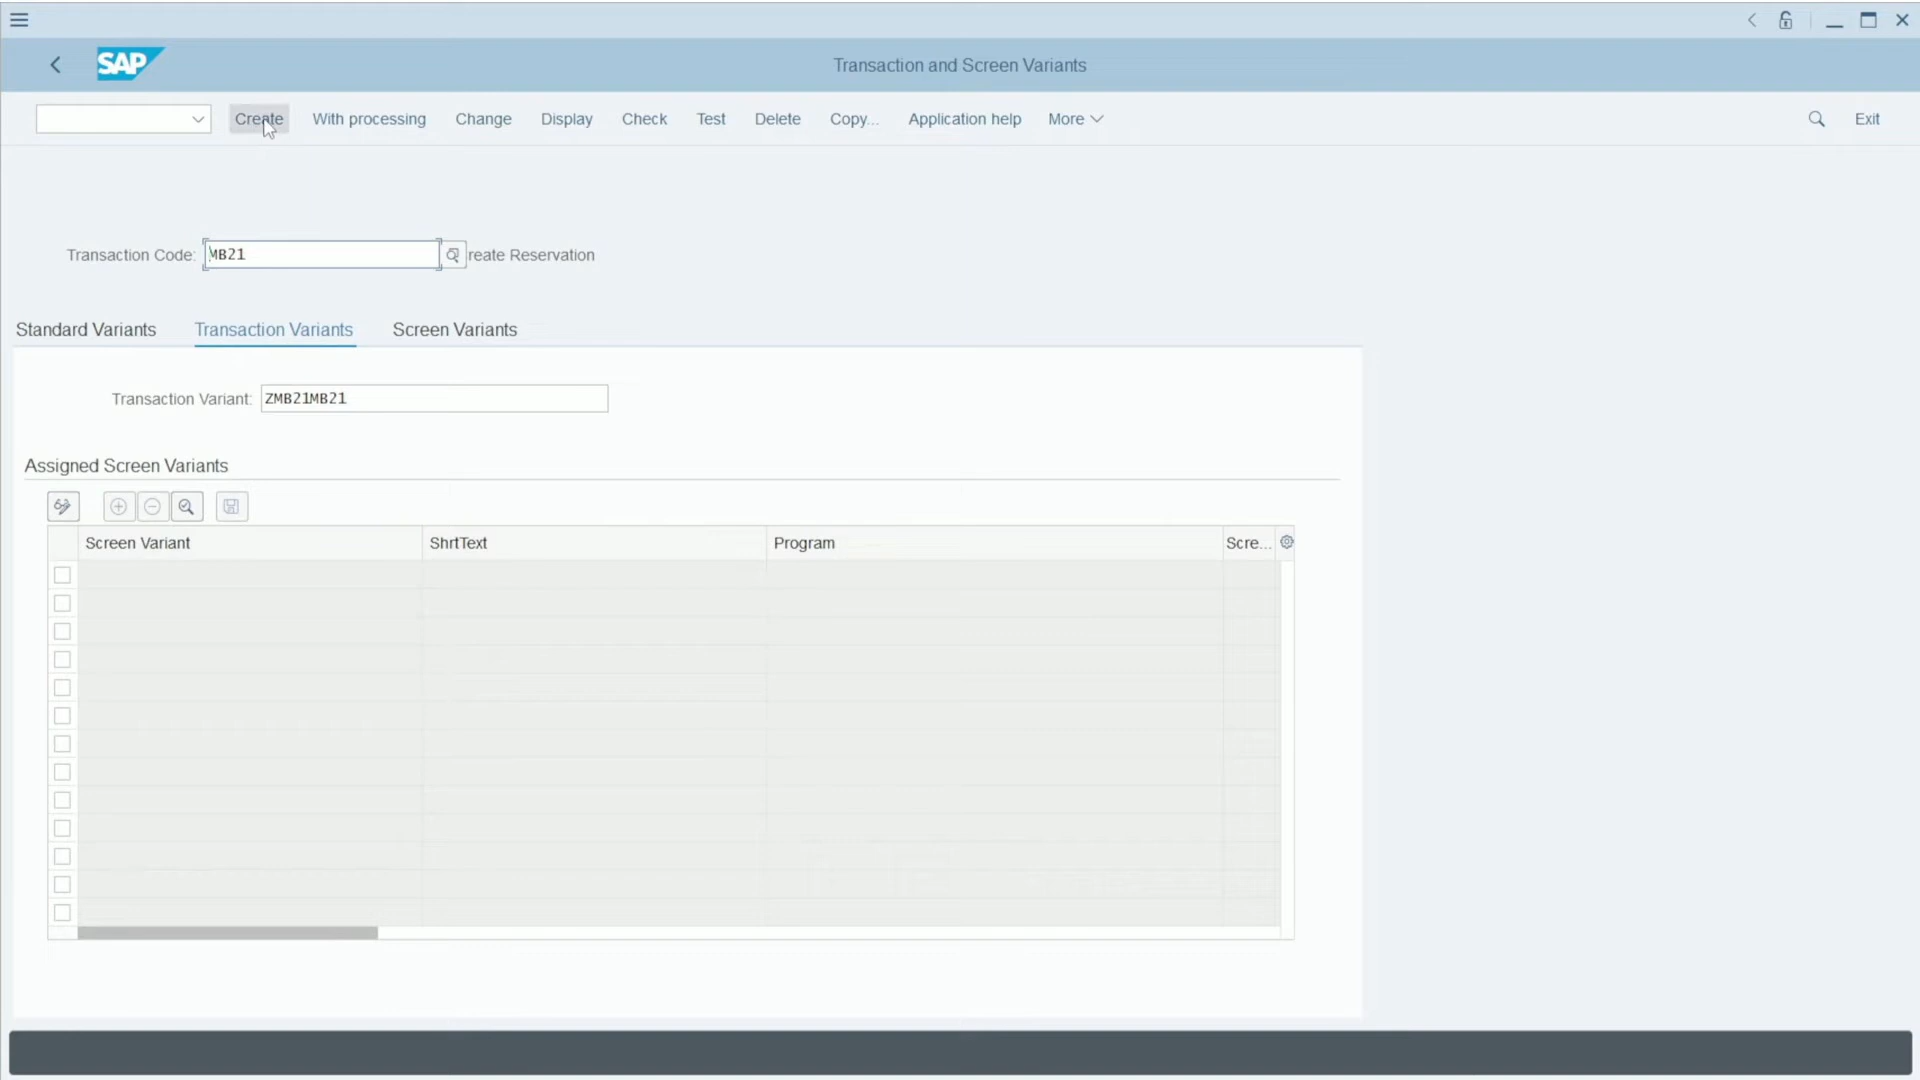 SAP
Transaction and Screen Variants
Create With processing Change Display Check Test Delete Copy... Application help More Exit
Transaction Code: MB21 reate Reservation
Standard Variants Transaction Variants Screen Variants
Transaction Variant: ZMB21MB21
Assigned Screen Variants
Screen Variant ShrtText Program Scre...